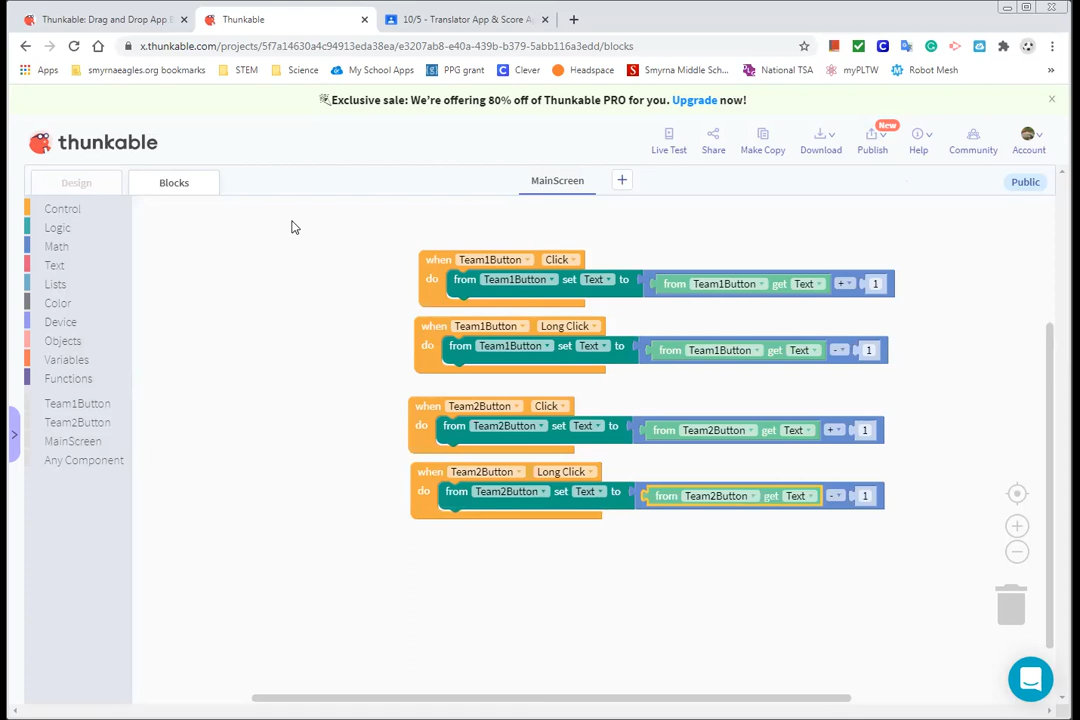 Thunkable: Drag and Drop App B
Thunkable
10/5 - Translator App & Score A
x.thunkable.com/projects/5f7a14630a4c94913eda38ea/e3207ab8-e40a-439b-b379-5abb116a3edd/blocks
Apps smyrnaeagles.org bookmarks STEM Science My School Apps PPG grant Clever Headspace Smyrna Middle Sch... National TSA myPLTW Robot Mesh »
Exclusive sale: We're offering 80% off of Thunkable PRO for you. Upgrade now!
thunkable
New
Live Test Share Make Copy Download Publish Help Community Account
Design Blocks MainScreen + Public
Control
Logic
Math
Text
Lists
Color
Device
Objects
Variables
Functions
Team1Button
Team2Button
MainScreen
Any Component
when Team1Button Click
do from Team1Button set Text to from Team1Button get Text + 1
when Team1Button Long Click
do from Team1Button set Text to from Team1Button get Text - 1
when Team2Button Click
do from Team2Button set Text to from Team2Button get Text + 1
when Team2Button Long Click
do from Team2Button set Text to from Team2Button get Text - 1